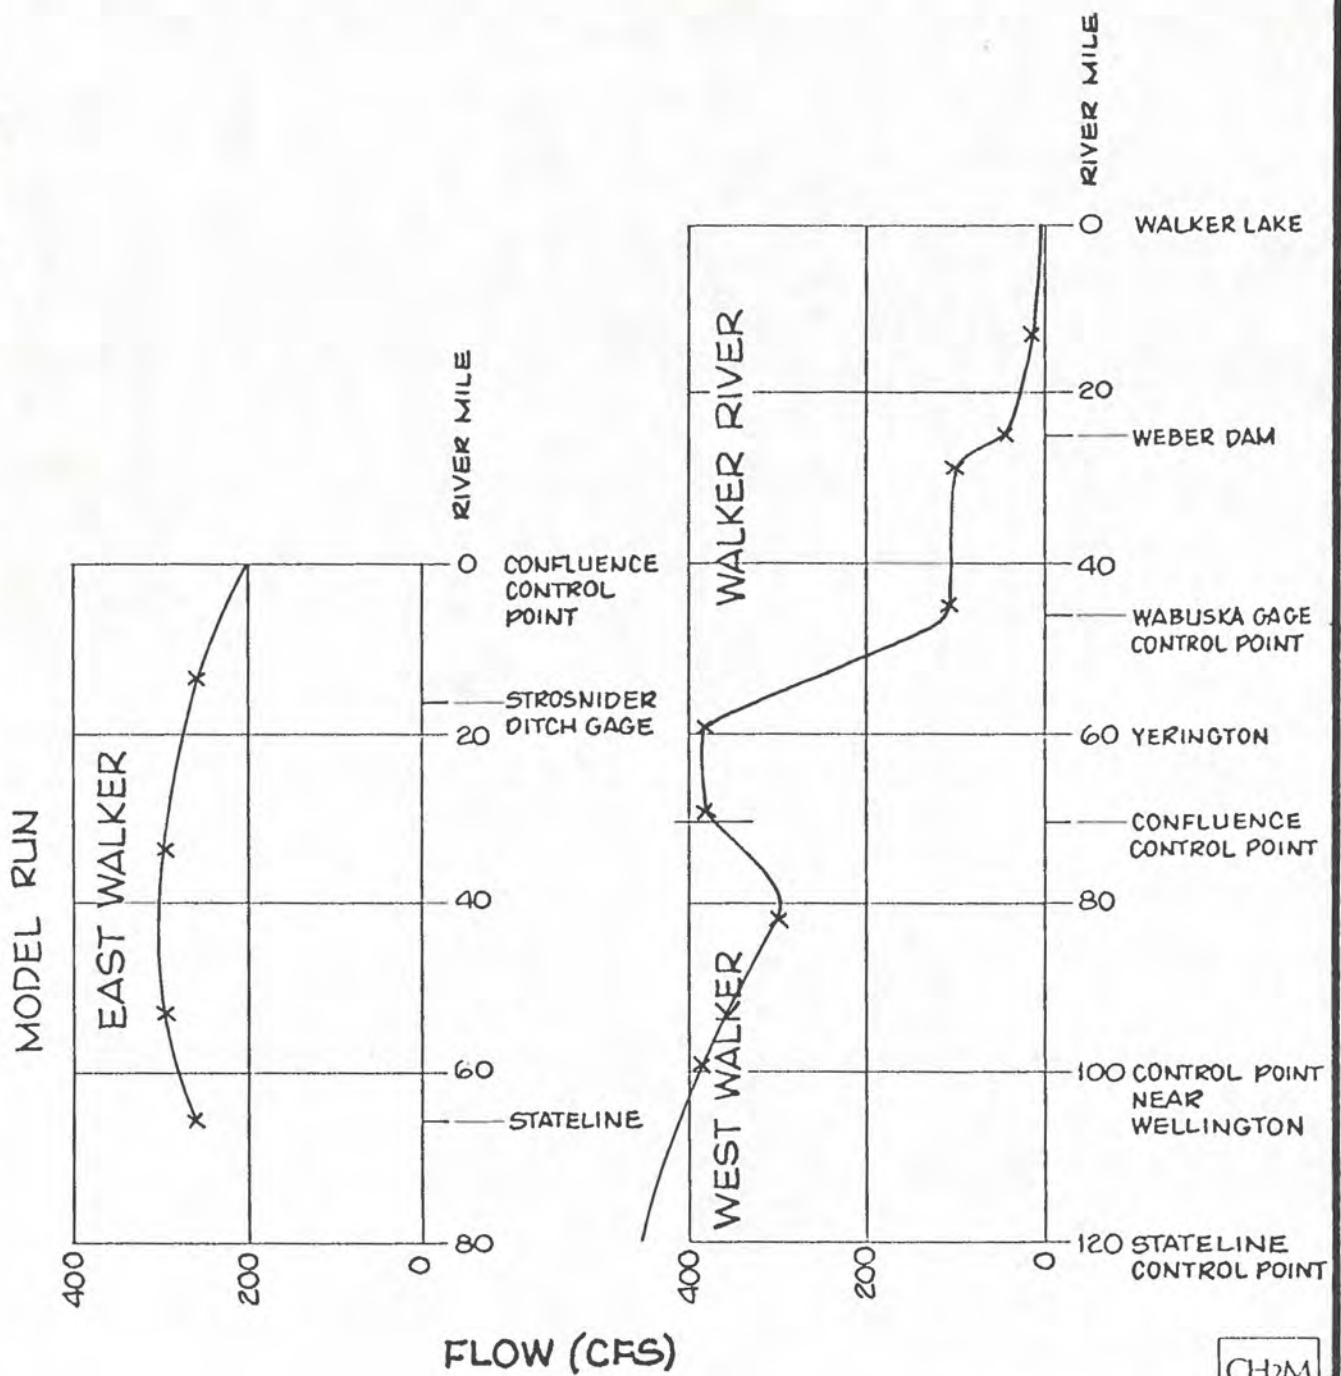 MODEL RUN
EAST WALKER
RIVER MILE
0 CONFLUENCE
CONTROL
POINT
STROSNIDER
DITCH GAGE
20
40
60
STATELINE
80
400
200
0
WALKER RIVER
WEST WALKER
RIVER MILE
0 WALKER LAKE
20
WEBER DAM
40
WABUSKA GAGE
CONTROL POINT
60 YERINGTON
CONFLUENCE
CONTROL POINT
80
100 CONTROL POINT
NEAR
WELLINGTON
120 STATELINE
CONTROL POINT
400
200
0
FLOW (CFS)
CH2M